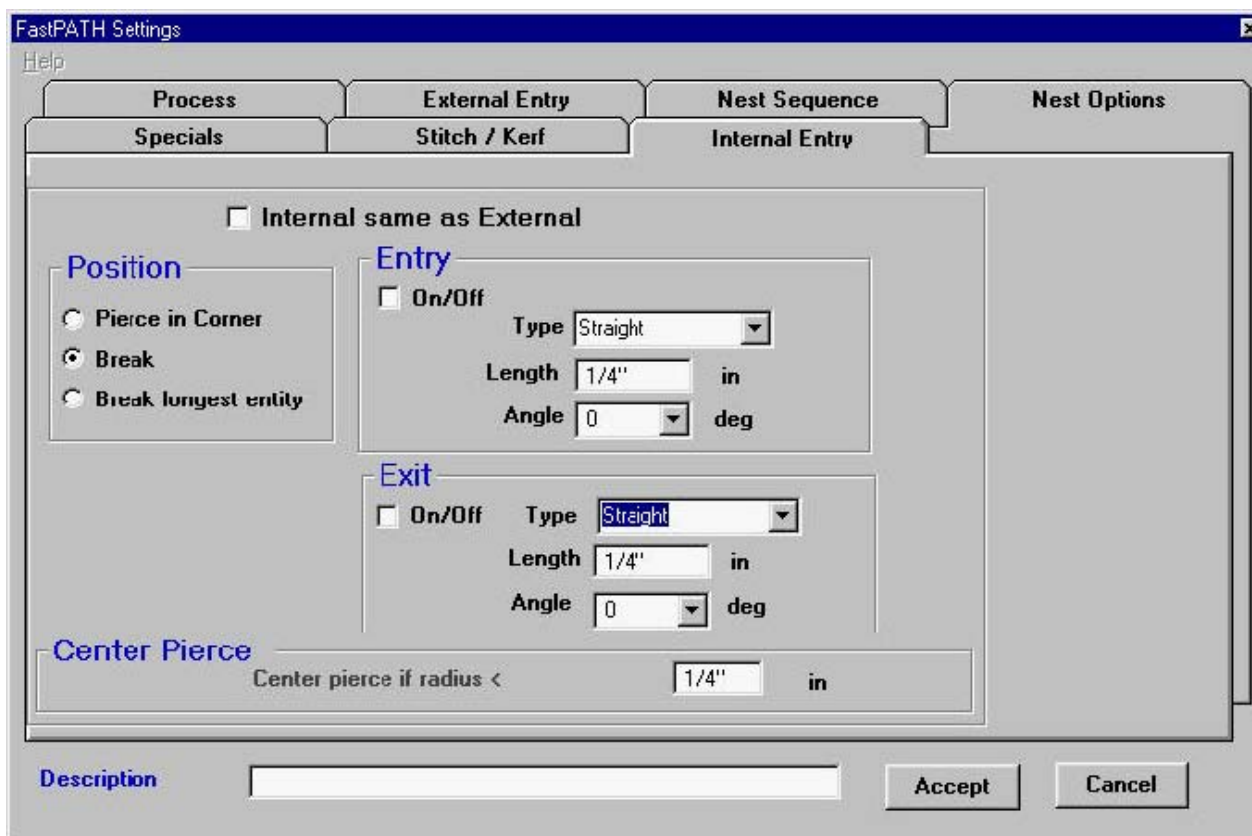 FastPATH Settings
Help
Process External Entry Nest Sequence Nest Options
Specials Stitch / Kerf Internal Entry
Internal same as External
Position
Pierce in Corner
Break
Break longest entity
Entry
On/Off
Type Straight
Length 1/4" in
Angle 0 deg
Exit
On/Off Type Straight
Length 1/4" in
Angle 0 deg
Center Pierce
Center pierce if radius < 1/4" in
Description
Accept Cancel